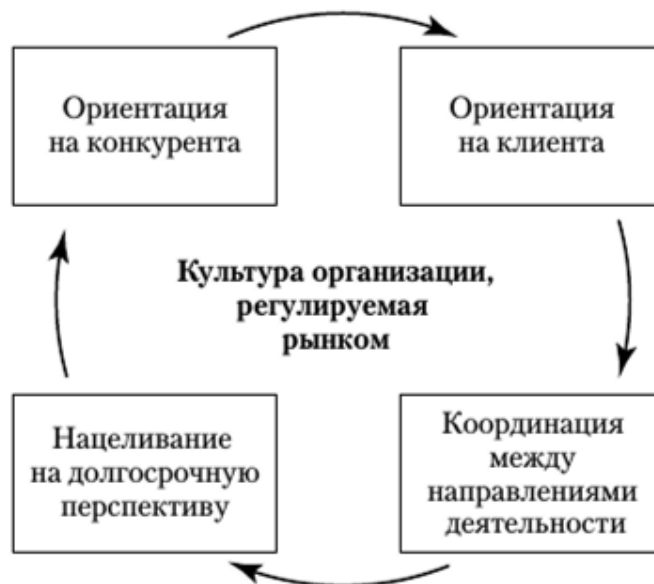 Ориентация
на конкурента
Ориентация
на клиента
Культура организации,
регулируемая
рынком
Нацеливание
на долгосрочную
перспективу
Координация
между
направлениями
деятельности